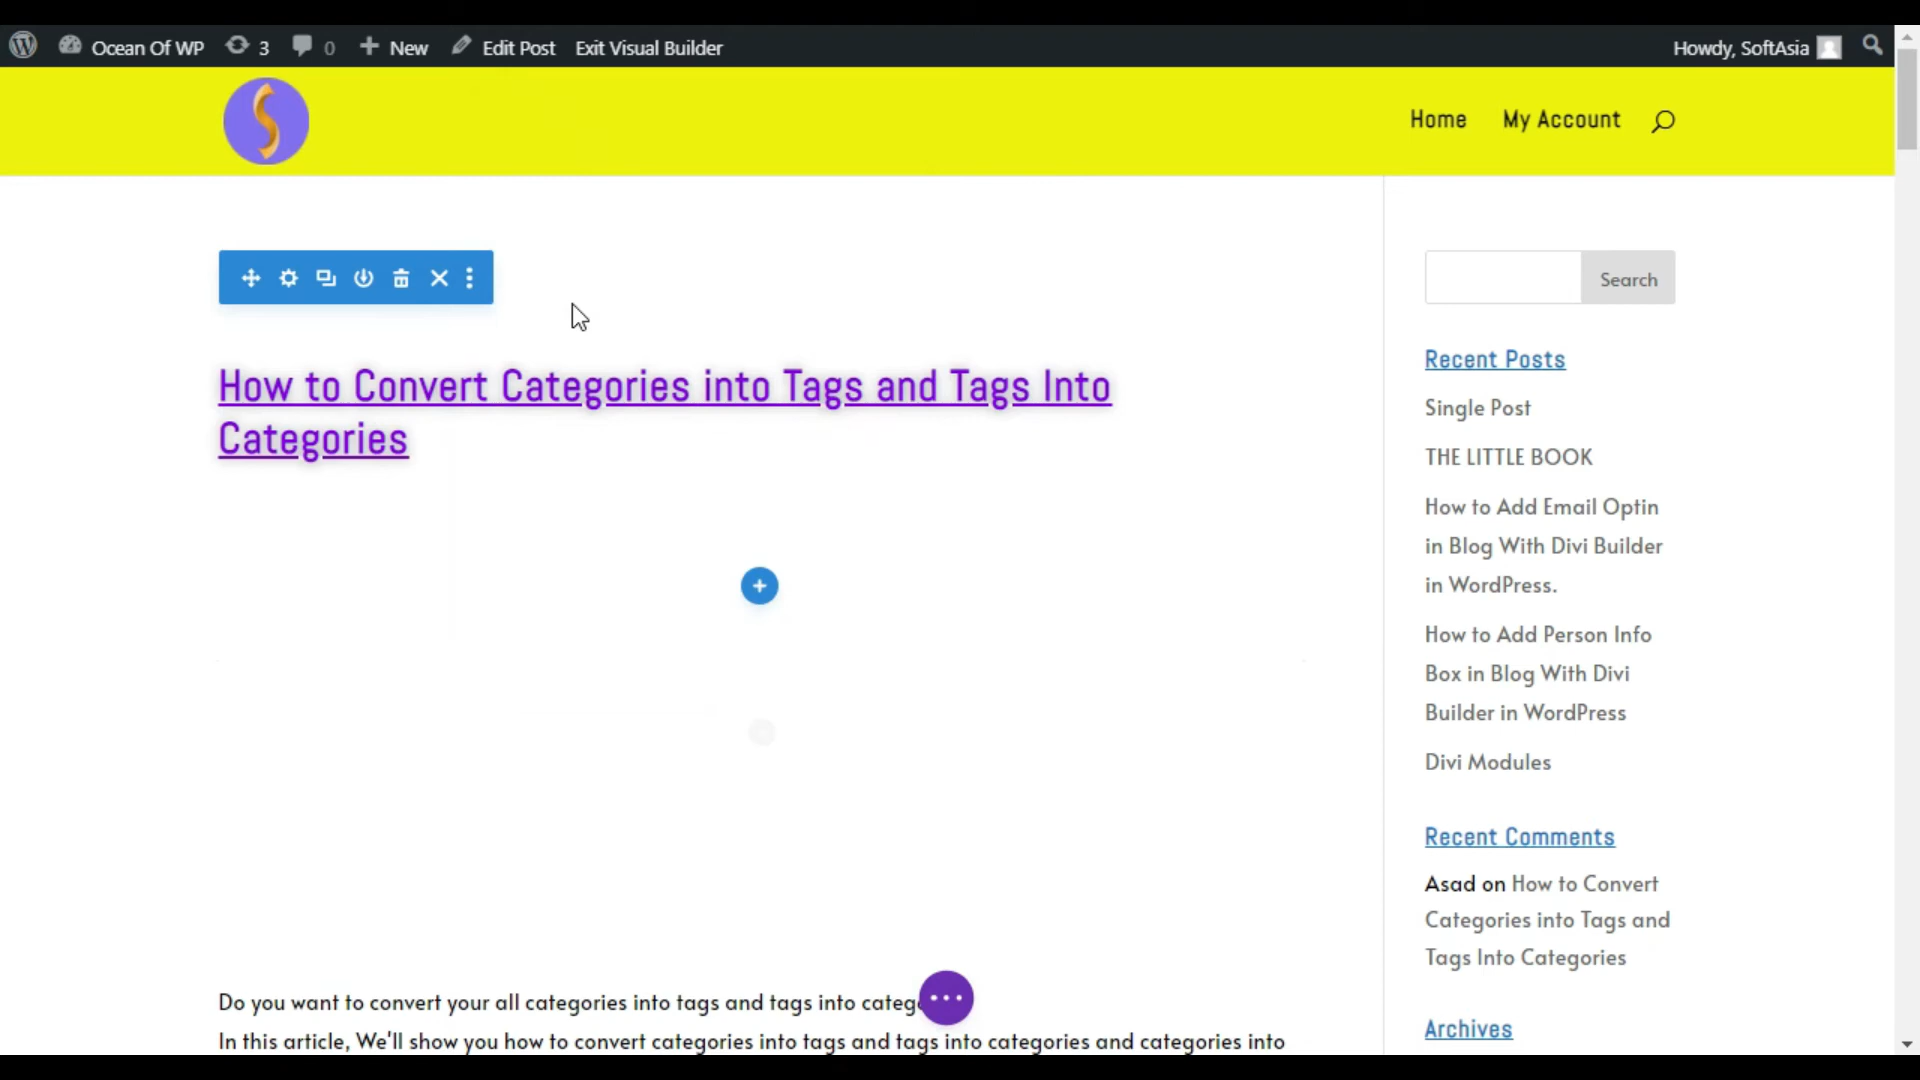 Ocean Of WP 3 0 New Edit Post Exit Visual Builder Howdy, SoftAsia
Home My Account
How to Convert Categories into Tags and Tags Into
Categories
Do you want to convert your all categories into tags and tags into categ
In this article, We'll show you how to convert categories into tags and tags into categories and categories into
Search
Recent Posts
Single Post
THE LITTLE BOOK
How to Add Email Optin
in Blog With Divi Builder
in WordPress.
How to Add Person Info
Box in Blog With Divi
Builder in WordPress
Divi Modules
Recent Comments
Asad on How to Convert
Categories into Tags and
Tags Into Categories
Archives